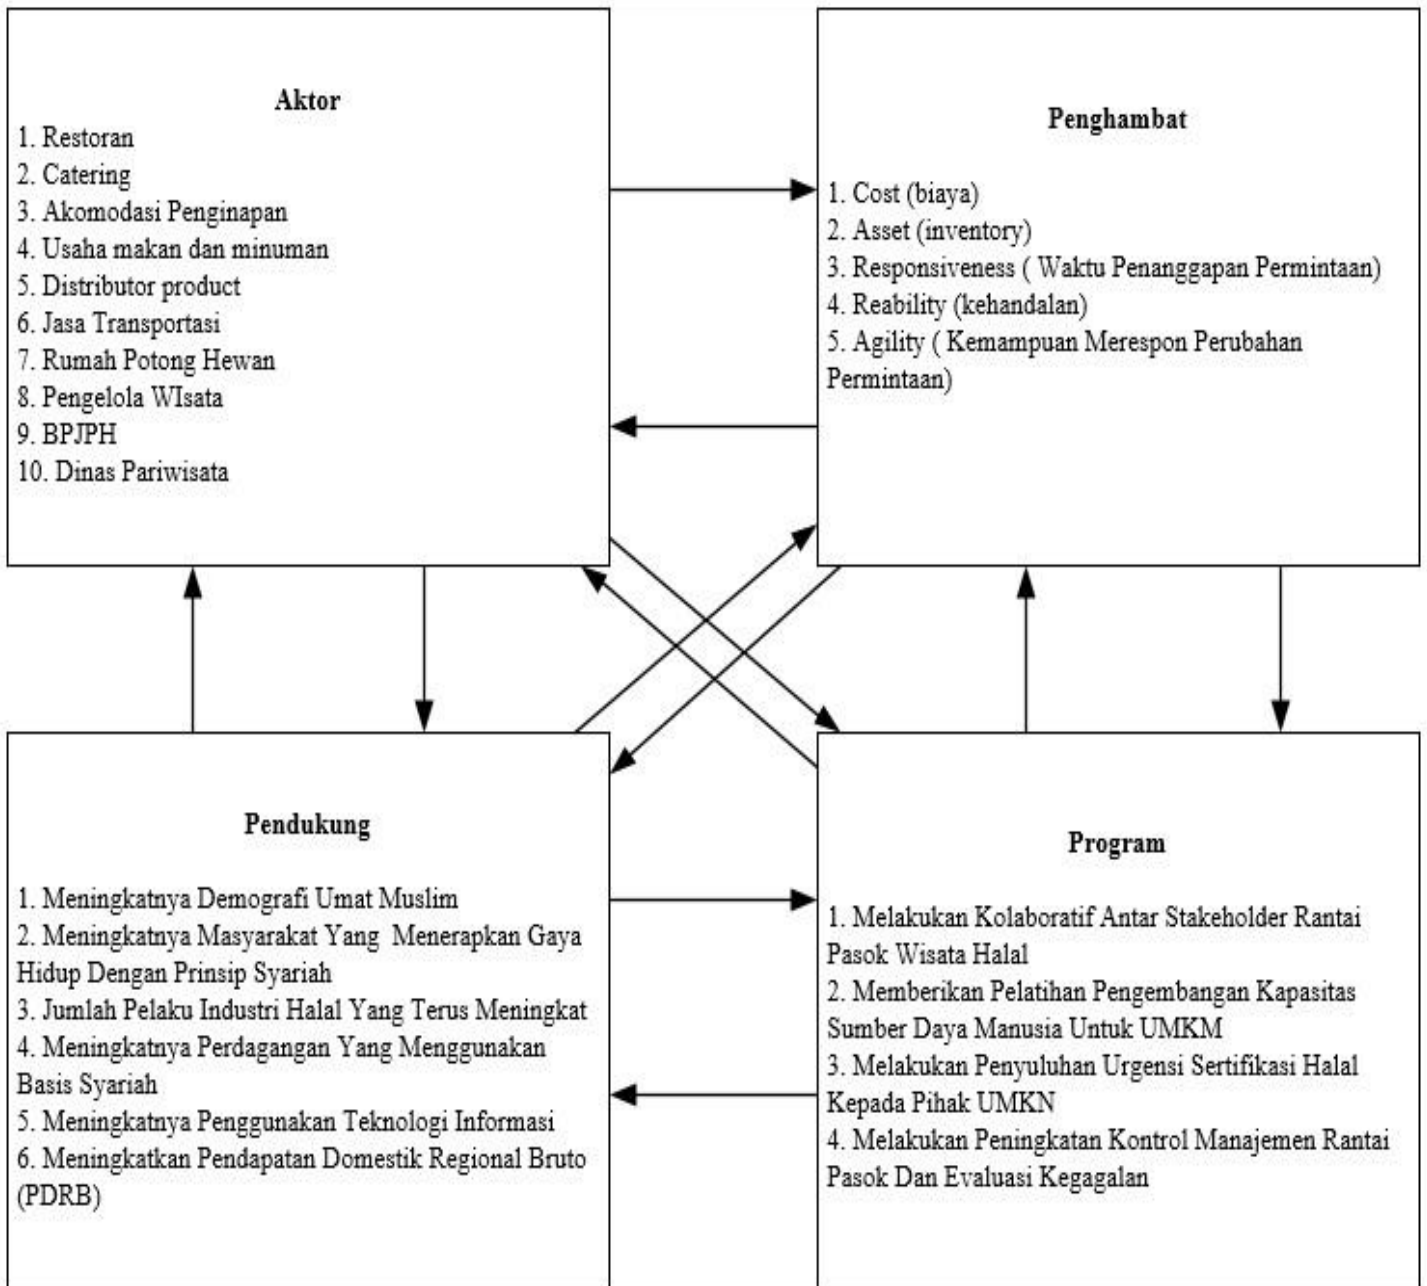 Aktor
1. Restoran
2. Catering
3. Akomodasi Penginapan
4. Usaha makan dan minuman
5. Distributor product
6. Jasa Transportasi
7. Rumah Potong Hewan
8. Pengelola WIsata
9. BPJPH
10. Dinas Pariwisata
Penghambat
1. Cost (biaya)
2. Asset (inventory)
3. Responsiveness ( Waktu Penanggapan Permintaan)
4. Reability (kehandalan)
5. Agility ( Kemampuan Merespon Perubahan
Permintaan)
Pendukung
1. Meningkatnya Demografi Umat Muslim
2. Meningkatnya Masyarakat Yang  Menerapkan Gaya
Hidup Dengan Prinsip Syariah
3. Jumlah Pelaku Industri Halal Yang Terus Meningkat
4. Meningkatnya Perdagangan Yang Menggunakan
Basis Syariah
5. Meningkatnya Penggunakan Teknologi Informasi
6. Meningkatkan Pendapatan Domestik Regional Bruto
(PDRB)
Program
1. Melakukan Kolaboratif Antar Stakeholder Rantai
Pasok Wisata Halal
2. Memberikan Pelatihan Pengembangan Kapasitas
Sumber Daya Manusia Untuk UMKM
3. Melakukan Penyuluhan Urgensi Sertifikasi Halal
Kepada Pihak UMKN
4. Melakukan Peningkatan Kontrol Manajemen Rantai
Pasok Dan Evaluasi Kegagalan